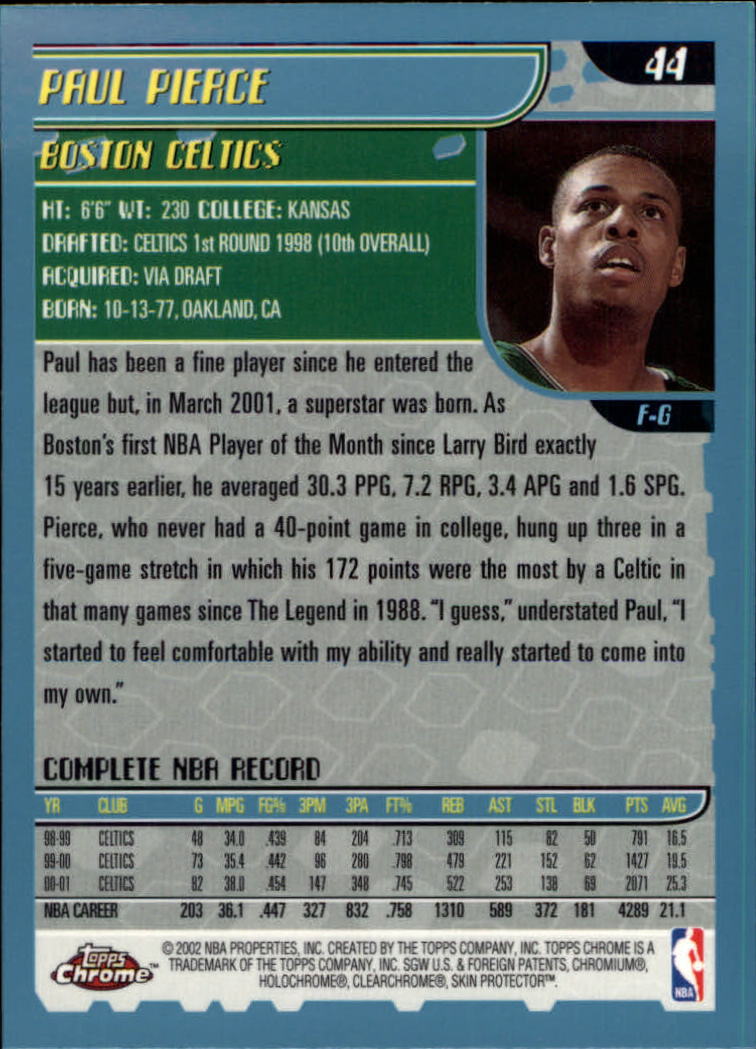 44
PAUL PIERCE
BOSTON CELTICS
HT: 6'6" WT: 230 COLLEGE: KANSAS
DRAFTED: CELTICS 1st ROUND 1998 (10th OVERALL)
ACQUIRED: VIA DRAFT
BORN: 10-13-77, OAKLAND, CA
F-G
Paul has been a fine player since he entered the
league but, in March 2001, a superstar was born. As
Boston's first NBA Player of the Month since Larry Bird exactly
15 years earlier, he averaged 30.3 PPG, 7.2 RPG, 3.4 APG and 1.6 SPG.
Pierce, who never had a 40-point game in college, hung up three in a
five-game stretch in which his 172 points were the most by a Celtic in
that many games since The Legend in 1988. "I guess," understated Paul, "I
started to feel comfortable with my ability and really started to come into
my own."
COMPLETE NBA RECORD
YR CLUB G MPG FG% 3PM 3PA FT% REB AST STL BLK PTS AVG
98-99 CELTICS 48 34.0 .439 84 204 .713 309 115 82 50 791 16.5
99-00 CELTICS 73 35.4 .442 96 280 .798 479 221 152 62 1427 19.5
00-01 CELTICS 82 38.0 .454 147 348 .745 522 253 138 69 2071 25.3
NBA CAREER 203 36.1 .447 327 832 .758 1310 589 372 181 4289 21.1
Topps Chrome™
© 2002 NBA PROPERTIES, INC. CREATED BY THE TOPPS COMPANY, INC. TOPPS CHROME IS A
TRADEMARK OF THE TOPPS COMPANY, INC. SGW U.S. & FOREIGN PATENTS, CHROMIUM®,
HOLOCHROME®, CLEARCHROME®, SKIN PROTECTOR™.
NBA